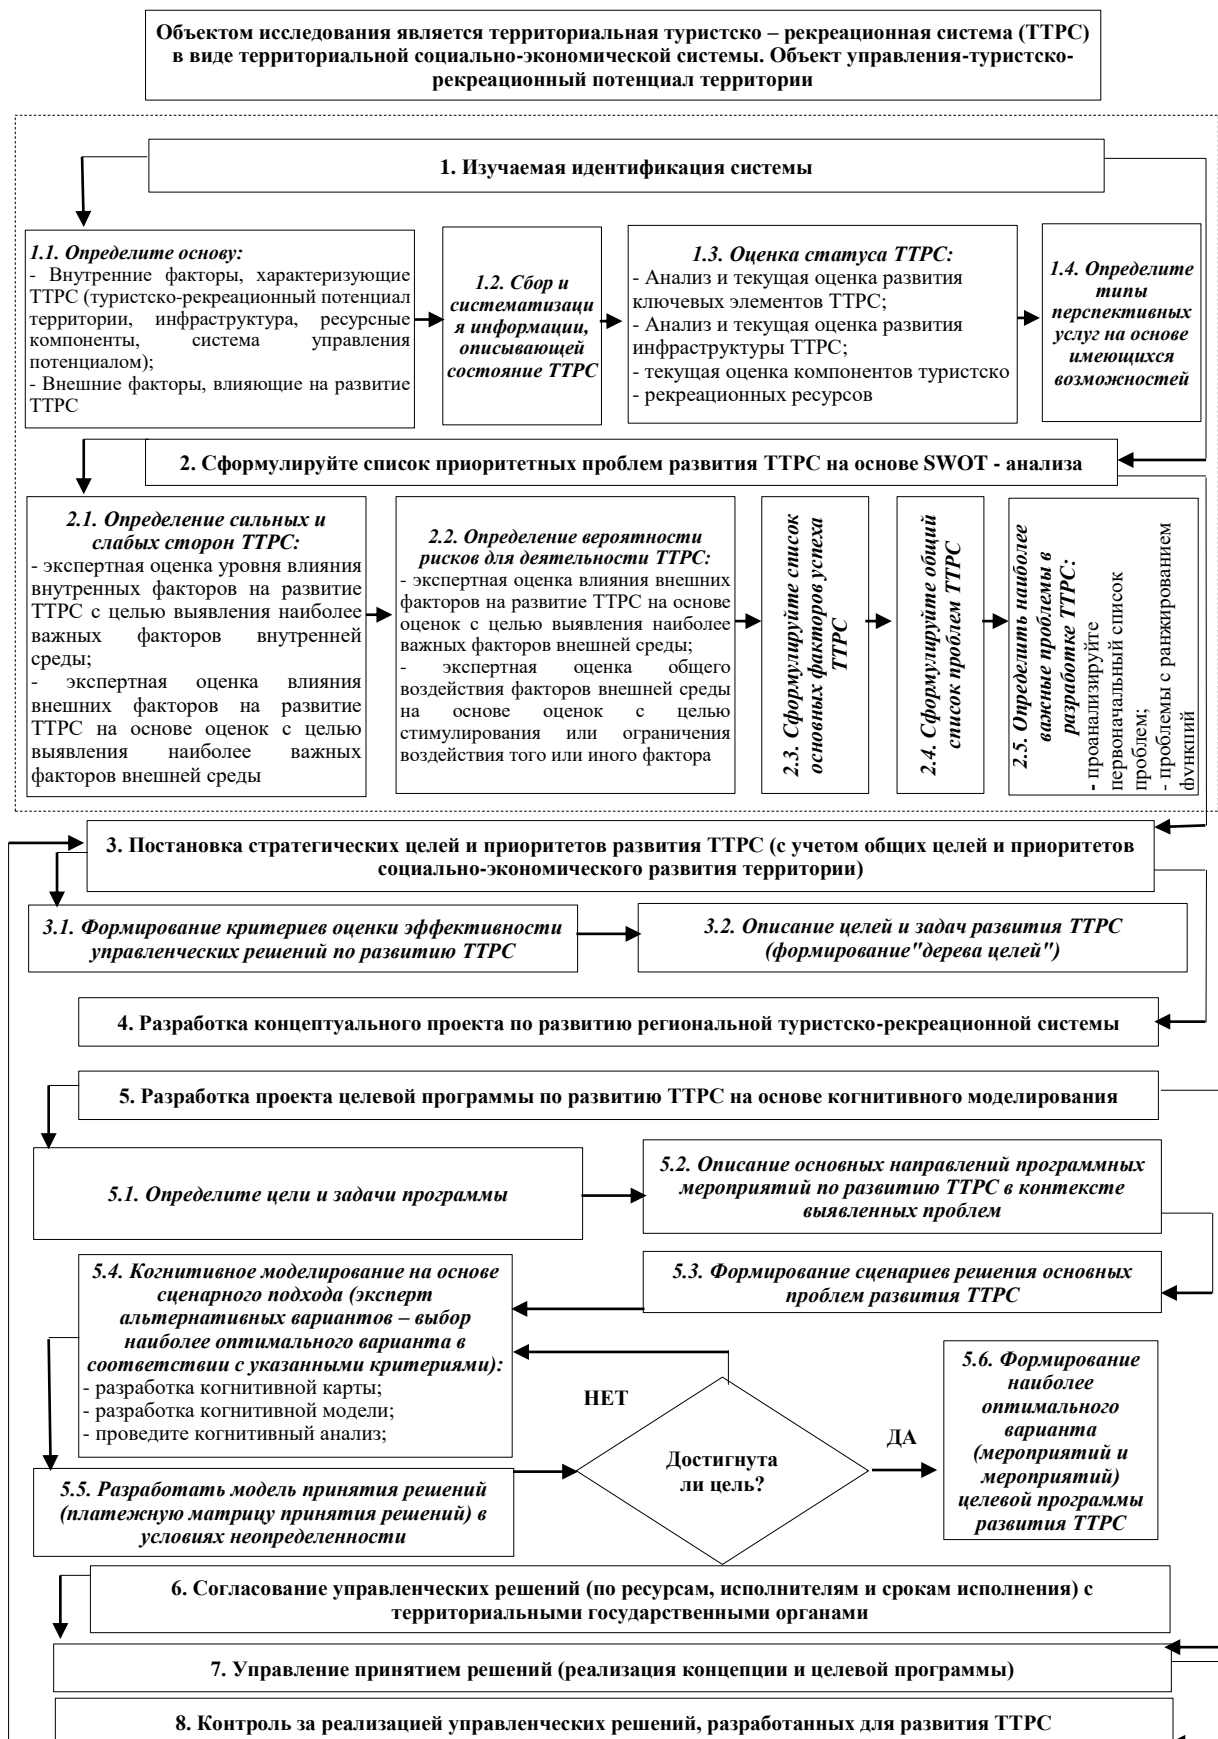 Объектом исследования является территориальная туристско – рекреационная система (ТТРС)
в виде территориальной социально-экономической системы. Объект управления-туристско-
рекреационный потенциал территории
1. Изучаемая идентификация системы
1.1. Определите основу:
- Внутренние факторы, характеризующие
ТТРС (туристско-рекреационный потенциал
территории, инфраструктура, ресурсные
компоненты, система управления
потенциалом);
- Внешние факторы, влияющие на развитие
ТТРС
1.2. Сбор и
систематизаци
я информации,
описывающей
состояние ТТРС
1.3. Оценка статуса ТТРС:
- Анализ и текущая оценка развития
ключевых элементов ТТРС;
- Анализ и текущая оценка развития
инфраструктуры ТТРС;
- текущая оценка компонентов туристско
- рекреационных ресурсов
1.4. Определите
типы
перспективных
услуг на основе
имеющихся
возможностей
2. Сформулируйте список приоритетных проблем развития ТТРС на основе SWOT - анализа
2.1. Определение сильных и
слабых сторон ТТРС:
- экспертная оценка уровня влияния
внутренних факторов на развитие
ТТРС с целью выявления наиболее
важных факторов внутренней
среды;
- экспертная оценка влияния
внешних факторов на развитие
ТТРС на основе оценок с целью
выявления наиболее важных
факторов внешней среды
2.2. Определение вероятности
рисков для деятельности ТТРС:
- экспертная оценка влияния внешних
факторов на развитие ТТРС на основе
оценок с целью выявления наиболее
важных факторов внешней среды;
- экспертная оценка общего
воздействия факторов внешней среды
на основе оценок с целью
стимулирования или ограничения
воздействия того или иного фактора
2.3. Сформулируйте список
основных факторов успеха
ТТРС
2.4. Сформулируйте общий
список проблем ТТРС
2.5. Определить наиболее
важные проблемы в
разработке ТТРС:
- проанализируйте
первоначальный список
проблем;
- проблемы с ранжированием
функций
3. Постановка стратегических целей и приоритетов развития ТТРС (с учетом общих целей и приоритетов
социально-экономического развития территории)
3.1. Формирование критериев оценки эффективности
управленческих решений по развитию ТТРС
3.2. Описание целей и задач развития ТТРС
(формирование"дерева целей")
4. Разработка концептуального проекта по развитию региональной туристско-рекреационной системы
5. Разработка проекта целевой программы по развитию ТТРС на основе когнитивного моделирования
5.1. Определите цели и задачи программы
5.2. Описание основных направлений программных
мероприятий по развитию ТТРС в контексте
выявленных проблем
5.3. Формирование сценариев решения основных
проблем развития ТТРС
5.4. Когнитивное моделирование на основе
сценарного подхода (эксперт
альтернативных вариантов – выбор
наиболее оптимального варианта в
соответствии с указанными критериями):
- разработка когнитивной карты;
- разработка когнитивной модели;
- проведите когнитивный анализ;
5.5. Разработать модель принятия решений
(платежную матрицу принятия решений) в
условиях неопределенности
НЕТ
Достигнута
ли цель?
ДА
5.6. Формирование
наиболее
оптимального
варианта
(мероприятий и
мероприятий)
целевой программы
развития ТТРС
6. Согласование управленческих решений (по ресурсам, исполнителям и срокам исполнения) с
территориальными государственными органами
7. Управление принятием решений (реализация концепции и целевой программы)
8. Контроль за реализацией управленческих решений, разработанных для развития ТТРС